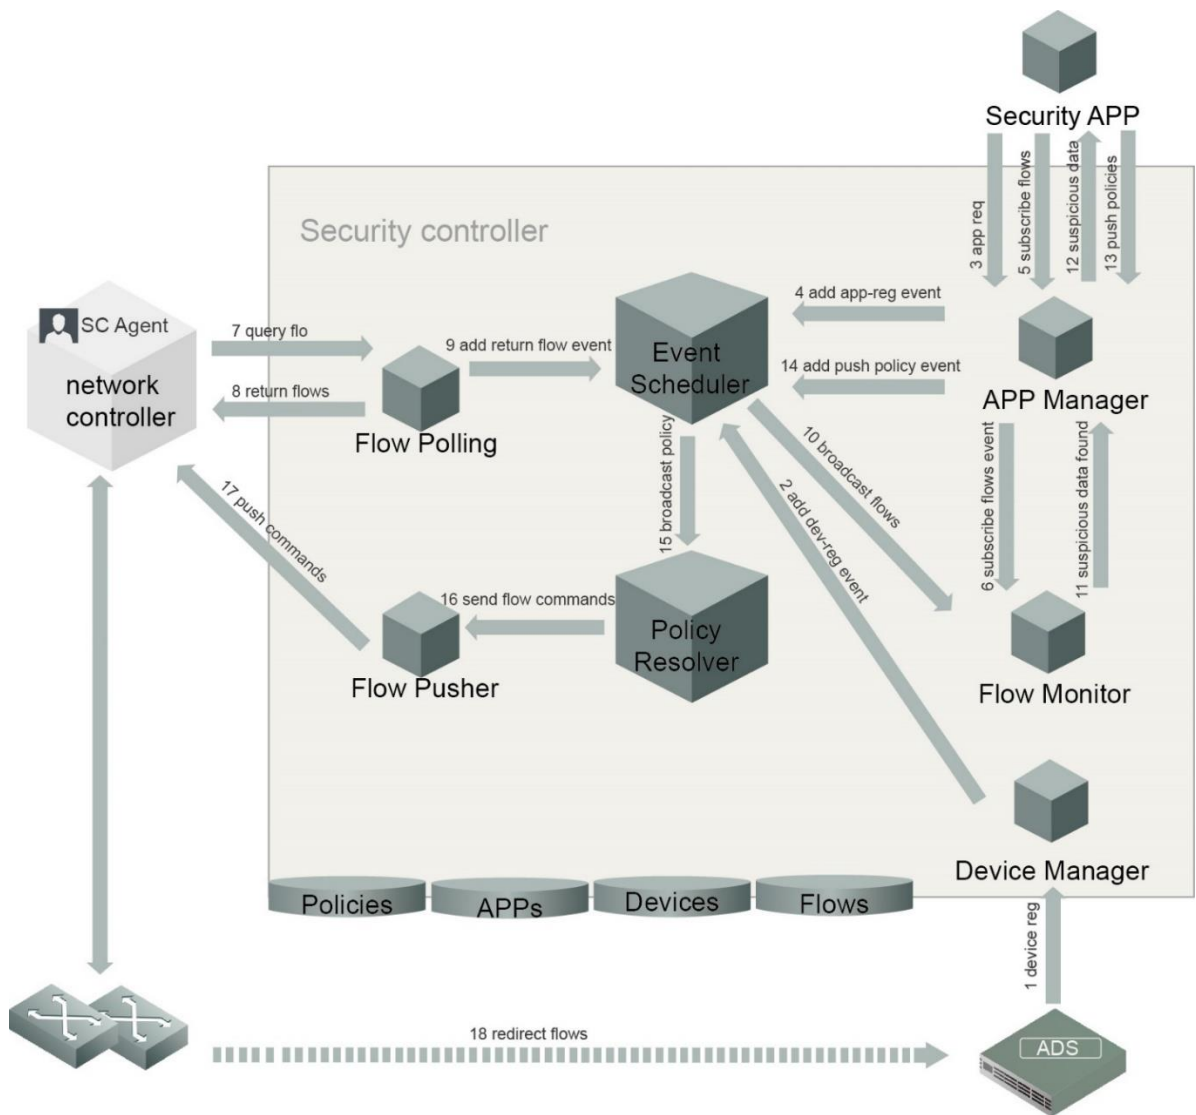 Security APP
3 app req
5 subscribe flows
12 suspicious data
13 push policies
Security controller
SC Agent
network
controller
7 query flo
8 return flows
Flow Polling
9 add return flow event
Event
Scheduler
4 add app-reg event
14 add push policy event
APP Manager
10 broadcast flows
2 add dev-reg event
15 broadcast policy
6 subscribe flows event
11 suspicious data found
17 push commands
16 send flow commands
Flow Pusher
Policy
Resolver
Flow Monitor
Device Manager
Policies
APPs
Devices
Flows
1 device reg
18 redirect flows
ADS